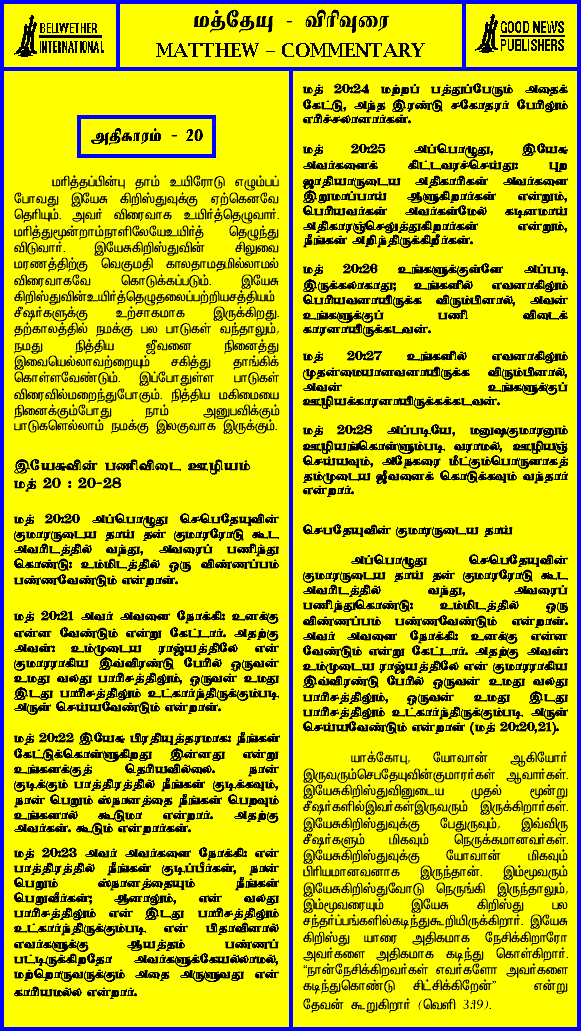 BELLWETHER
INTERNATIONAL
மத்தேயு - விரிவுரை
MATTHEW – COMMENTARY
GOOD NEWS
PUBLISHERS
அதிகாரம் - 20
மரித்தப்பின்பு தாம் உயிரோடு எழும்பப்
போவது இயேசு கிறிஸ்துவுக்கு ஏற்கெனவே
தெரியும். அவர் விரைவாக உயிர்த்தெழுவார்.
மரித்துமூன்றாம்நாளிலேயேஉயிர்த் தெழுந்து
விடுவார். இயேசுகிறிஸ்துவின் சிலுவை
மரணத்திற்கு வெகுமதி காலதாமதமில்லாமல்
விரைவாகவே கொடுக்கப்படும். இயேசு
கிறிஸ்துவின்உயிர்த்தெழுதலைப்பற்றியசத்தியம்
சீஷர்களுக்கு உற்சாகமாக இருக்கிறது.
தற்காலத்தில் நமக்கு பல பாடுகள் வந்தாலும்,
நமது நித்திய ஜீவனை நினைத்து
இவையெல்லாவற்றையும் சகித்து தாங்கிக்
கொள்ளவேண்டும். இப்போதுள்ள பாடுகள்
விரைவில்மறைந்துபோகும். நித்திய மகிமையை
நினைக்கும்போது நாம் அனுபவிக்கும்
பாடுகளெல்லாம் நமக்கு இலகுவாக இருக்கும்.
இயேசுவின் பணிவிடை ஊழியம்
மத் 20 : 20-28
மத் 20:20 அப்பொழுது செபெதேயுவின்
குமாரருடைய தாய் தன் குமாரரோடு கூட
அவரிடத்தில் வந்து, அவரைப் பணிந்து
கொண்டு: உம்மிடத்தில் ஒரு விண்ணப்பம்
பண்ணவேண்டும் என்றாள்.
மத் 20:21 அவர் அவளை நோக்கி: உனக்கு
என்ன வேண்டும் என்று கேட்டார். அதற்கு
அவள்: உம்முடைய ராஜ்யத்திலே என்
குமாரராகிய இவ்விரண்டு பேரில் ஒருவன்
உமது வலது பாரிசத்திலும், ஒருவன் உமது
இடது பாரிசத்திலும் உட்கார்ந்திருக்கும்படி
அருள் செய்யவேண்டும் என்றாள்.
மத் 20:22 இயேசு பிரதியுத்தரமாக: நீங்கள்
கேட்டுக்கொள்ளுகிறது இன்னது என்று
உங்களுக்குத் தெரியவில்லை. நான்
குடிக்கும் பாத்திரத்தில் நீங்கள் குடிக்கவும்,
நான் பெறும் ஸ்நானத்தை நீங்கள் பெறவும்
உங்களால் கூடுமா என்றார். அதற்கு
அவர்கள். கூடும் என்றார்கள்.
மத் 20:23 அவர் அவர்களை நோக்கி: என்
பாத்திரத்தில் நீங்கள் குடிப்பீர்கள், நான்
பெறும் ஸ்நானத்தையும் நீங்கள்
பெறுவீர்கள்; ஆனாலும், என் வலது
பாரிசத்திலும் என் இடது பாரிசத்திலும்
உட்கார்ந்திருக்கும்படி என் பிதாவினால்
எவர்களுக்கு ஆயத்தம் பண்ணப்
பட்டிருக்கிறதோ அவர்களுக்கேயல்லாமல்,
மற்றொருவருக்கும் அதை அருளுவது என்
காரியமல்ல என்றார்.
மத் 20:24 மற்றப் பத்துப்பேரும் அதைக்
கேட்டு, அந்த இரண்டு சகோதரர் பேரிலும்
எரிச்சலானார்கள்.
மத் 20:25 அப்பொழுது, இயேசு
அவர்களைக் கிட்டவரச்செய்து: புற
ஜாதியாருடைய அதிகாரிகள் அவர்களை
இறுமாப்பாய் ஆளுகிறார்கள் என்றும்,
பெரியவர்கள் அவர்கள்மேல் கடினமாய்
அதிகாரஞ்செலுத்துகிறார்கள் என்றும்,
நீங்கள் அறிந்திருக்கிறீர்கள்.
மத் 20:26 உங்களுக்குள்ளே அப்படி
இருக்கலாகாது; உங்களில் எவனாகிலும்
பெரியவனாயிருக்க விரும்பினால், அவன்
உங்களுக்குப் பணி விடைக்
காரனாயிருக்கடவன்.
மத் 20:27 உங்களில் எவனாகிலும்
முதன்மையானவனாயிருக்க விரும்பினால்,
அவன் உங்களுக்குப்
ஊழியக்காரனாயிருக்கக்கடவன்.
மத் 20:28 அப்படியே, மனுஷகுமாரனும்
ஊழியங்கொள்ளும்படி வராமல், ஊழியஞ்
செய்யவும், அநேகரை மீட்கும்பொருளாகத்
தம்முடைய ஜீவனைக் கொடுக்கவும் வந்தார்
என்றார்.
செபதேயுவின் குமாரருடைய தாய்
அப்பொழுது செபெதேயுவின்
குமாரருடைய தாய் தன் குமாரரோடு கூட
அவரிடத்தில் வந்து, அவரைப்
பணிந்துகொண்டு: உம்மிடத்தில் ஒரு
விண்ணப்பம் பண்ணவேண்டும் என்றாள்.
அவர் அவளை நோக்கி: உனக்கு என்ன
வேண்டும் என்று கேட்டார். அதற்கு அவள்:
உம்முடைய ராஜ்யத்திலே என் குமாரராகிய
இவ்விரண்டு பேரில் ஒருவன் உமது வலது
பாரிசத்திலும், ஒருவன் உமது இடது
பாரிசத்திலும் உட்கார்ந்திருக்கும்படி அருள்
செய்யவேண்டும் என்றாள் (மத் 20:20,21).
யாக்கோபு, யோவான் ஆகியோர்
இருவரும்செபதேயுவின்குமாரர்கள் ஆவார்கள்.
இயேசுகிறிஸ்துவினுடைய முதல் மூன்று
சீஷர்களில்இவர்கள்இருவரும் இருக்கிறார்கள்.
இயேசுகிறிஸ்துவுக்கு பேதுருவும், இவ்விரு
சீஷர்களும் மிகவும் நெருக்கமானவர்கள்.
இயேசுகிறிஸ்துவுக்கு யோவான் மிகவும்
பிரியமானவனாக இருந்தான். இம்மூவரும்
இயேசுகிறிஸ்துவோடு நெருங்கி இருந்தாலும்,
இம்மூவரையும் இயேசு கிறிஸ்து பல
சந்தர்ப்பங்களில்கடிந்துகூறியிருக்கிறார். இயேசு
கிறிஸ்து யாரை அதிகமாக நேசிக்கிறாரோ
அவர்களை அதிகமாக கடிந்து கொள்கிறார்.
“நான்நேசிக்கிறவர்கள் எவர்களோ அவர்களை
கடிந்துகொண்டு சிட்சிக்கிறேன்” என்று
தேவன் கூறுகிறார் (வெளி 3:19).